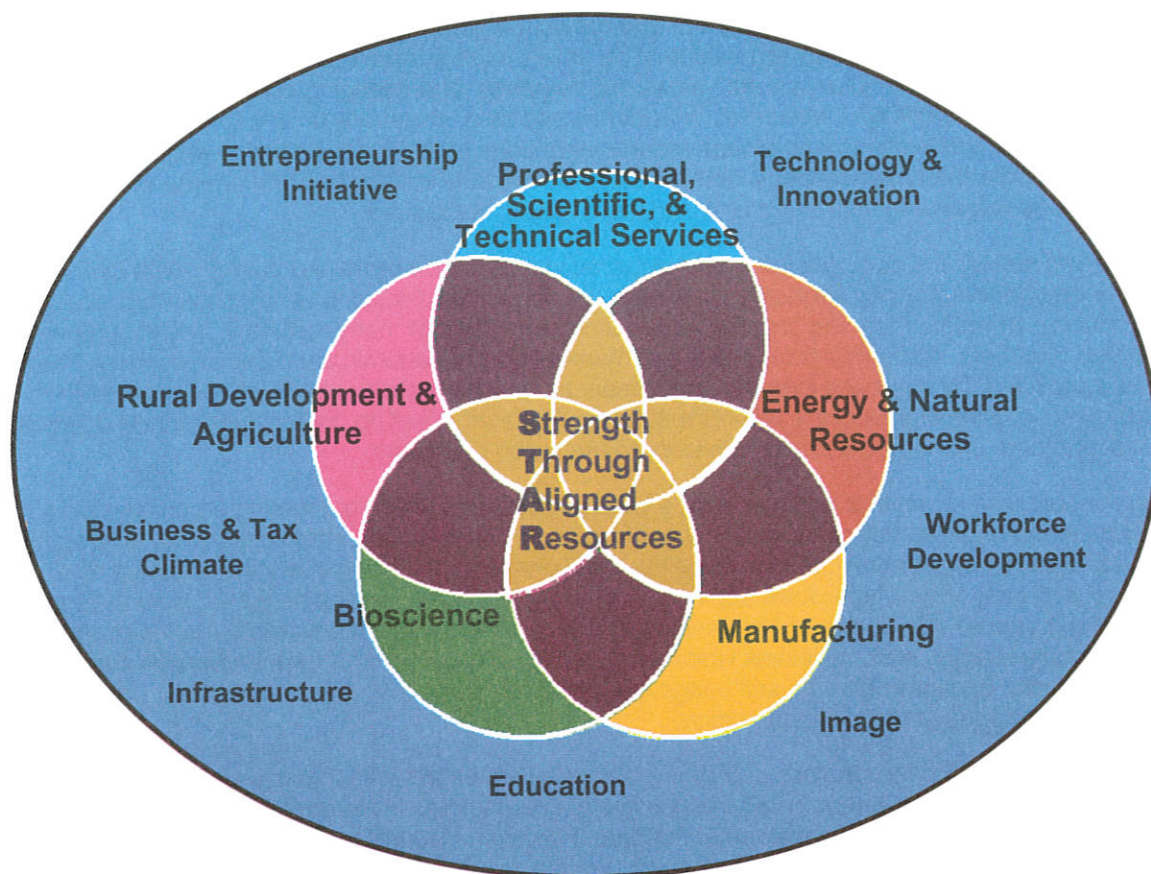 Entrepreneurship
Initiative
Professional,
Scientific, &
Technical Services
Technology &
Innovation
Rural Development &
Agriculture
Strength
Through
Aligned
Resources
Energy & Natural
Resources
Business & Tax
Climate
Workforce
Development
Bioscience
Manufacturing
Infrastructure
Image
Education